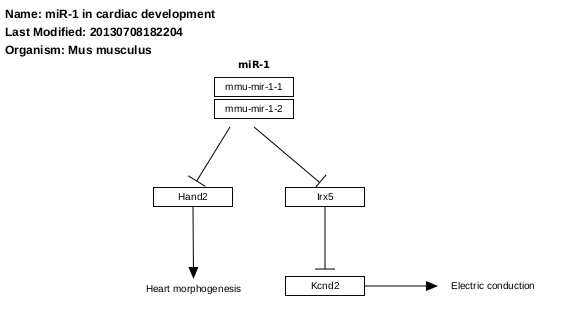 Name: miR-1 in cardiac development
Last Modified: 20130708182204
Organism: Mus musculus
miR-1
mmu-mir-1-1
mmu-mir-1-2
Hand2
Irx5
Kcnd2
Heart morphogenesis
Electric conduction